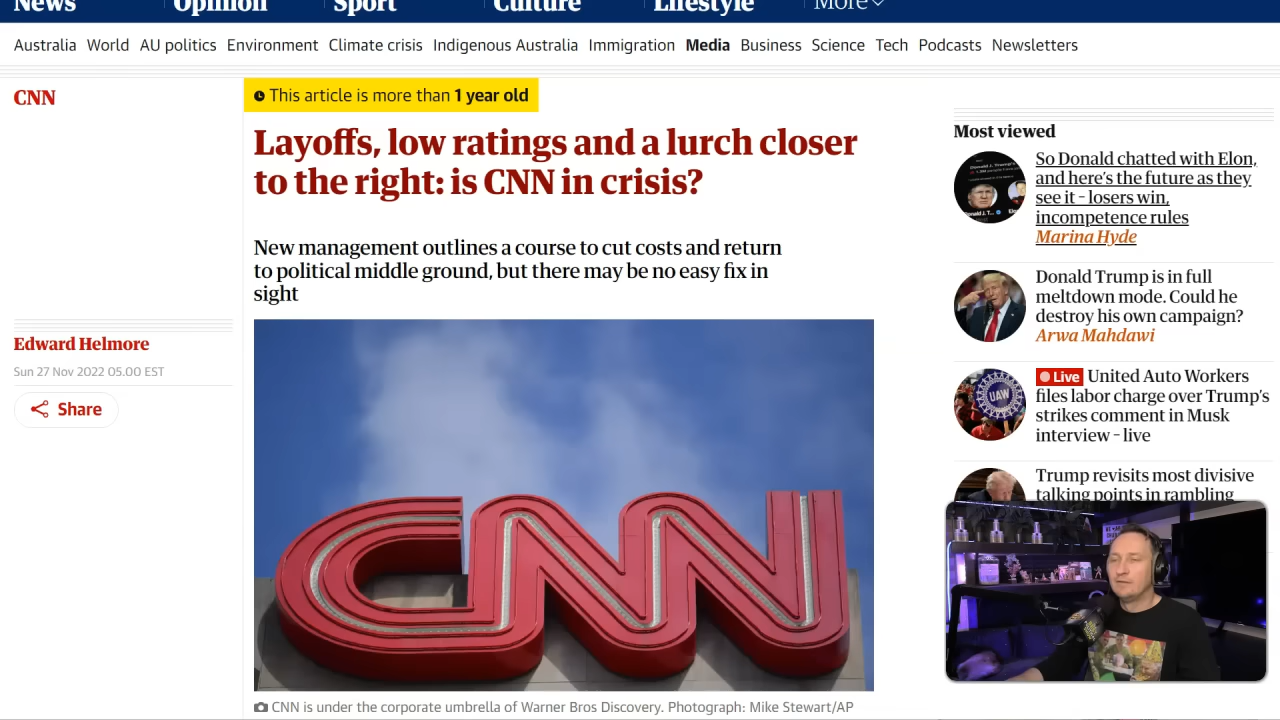 News
Opinion
Sport
Culture
Lifestyle
More
Australia World AU politics Environment Climate crisis Indigenous Australia Immigration Media Business Science Tech Podcasts Newsletters
CNN
This article is more than 1 year old
Layoffs, low ratings and a lurch closer
to the right: is CNN in crisis?
New management outlines a course to cut costs and return
to political middle ground, but there may be no easy fix in
sight
Edward Helmore
Sun 27 Nov 2022 05.00 EST
Share
CNN
CNN is under the corporate umbrella of Warner Bros Discovery. Photograph: Mike Stewart/AP
Most viewed
So Donald chatted with Elon,
and here's the future as they
see it – losers win,
incompetence rules
Marina Hyde
Donald Trump is in full
meltdown mode. Could he
destroy his own campaign?
Arwa Mahdawi
Live United Auto Workers
files labor charge over Trump's
strikes comment in Musk
interview – live
UAW
Trump revisits most divisive
talking points in rambling